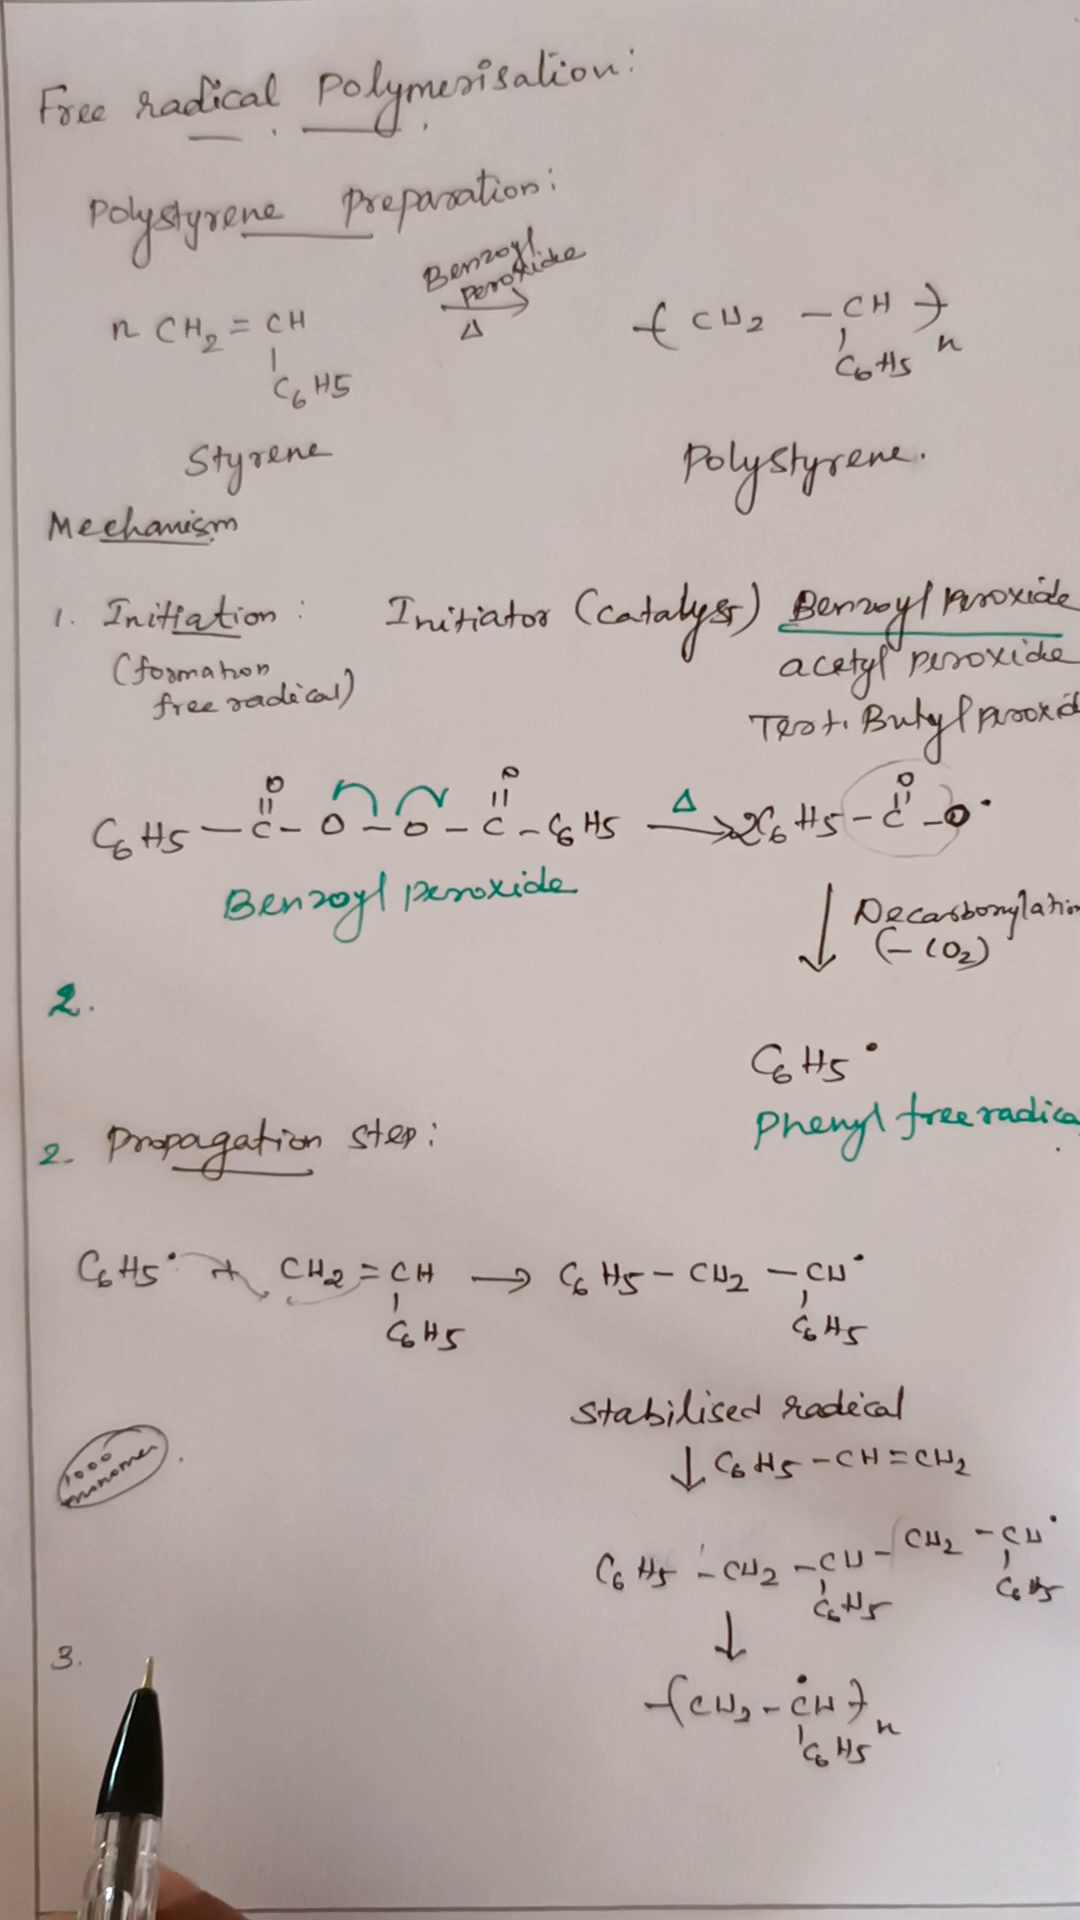 Free radical Polymerisation:
Polystyrene preparation:
Benzoyl
peroxide
n CH2 = CH
Δ
-( CH2 - CH )-n
C6H5
C6H5
Styrene
Polystyrene.
Mechanism
1. Initiation : Initiator (catalyst) Benzoyl Peroxide
(formation
free radical)
acetyl peroxide
Tert. Butyl peroxid
O O O
|| || ||
C6H5 - C - O - O - C - C6H5 Δ → 2C6H5 - C - O•
Benzoyl peroxide
↓ Decarbonylation
(- CO2)
2.
C6H5•
Phenyl free radica
2. Propagation step:
C6H5• + CH2 = CH → C6H5 - CH2 - CH•
C6H5 C6H5
Stabilised radical
1000
monomer
↓ C6H5 - CH = CH2
C6H5 - CH2 - CH - CH2 - CH•
C6H5 C6H5
↓
3.
-( CH2 - ĊH )-n
C6H5